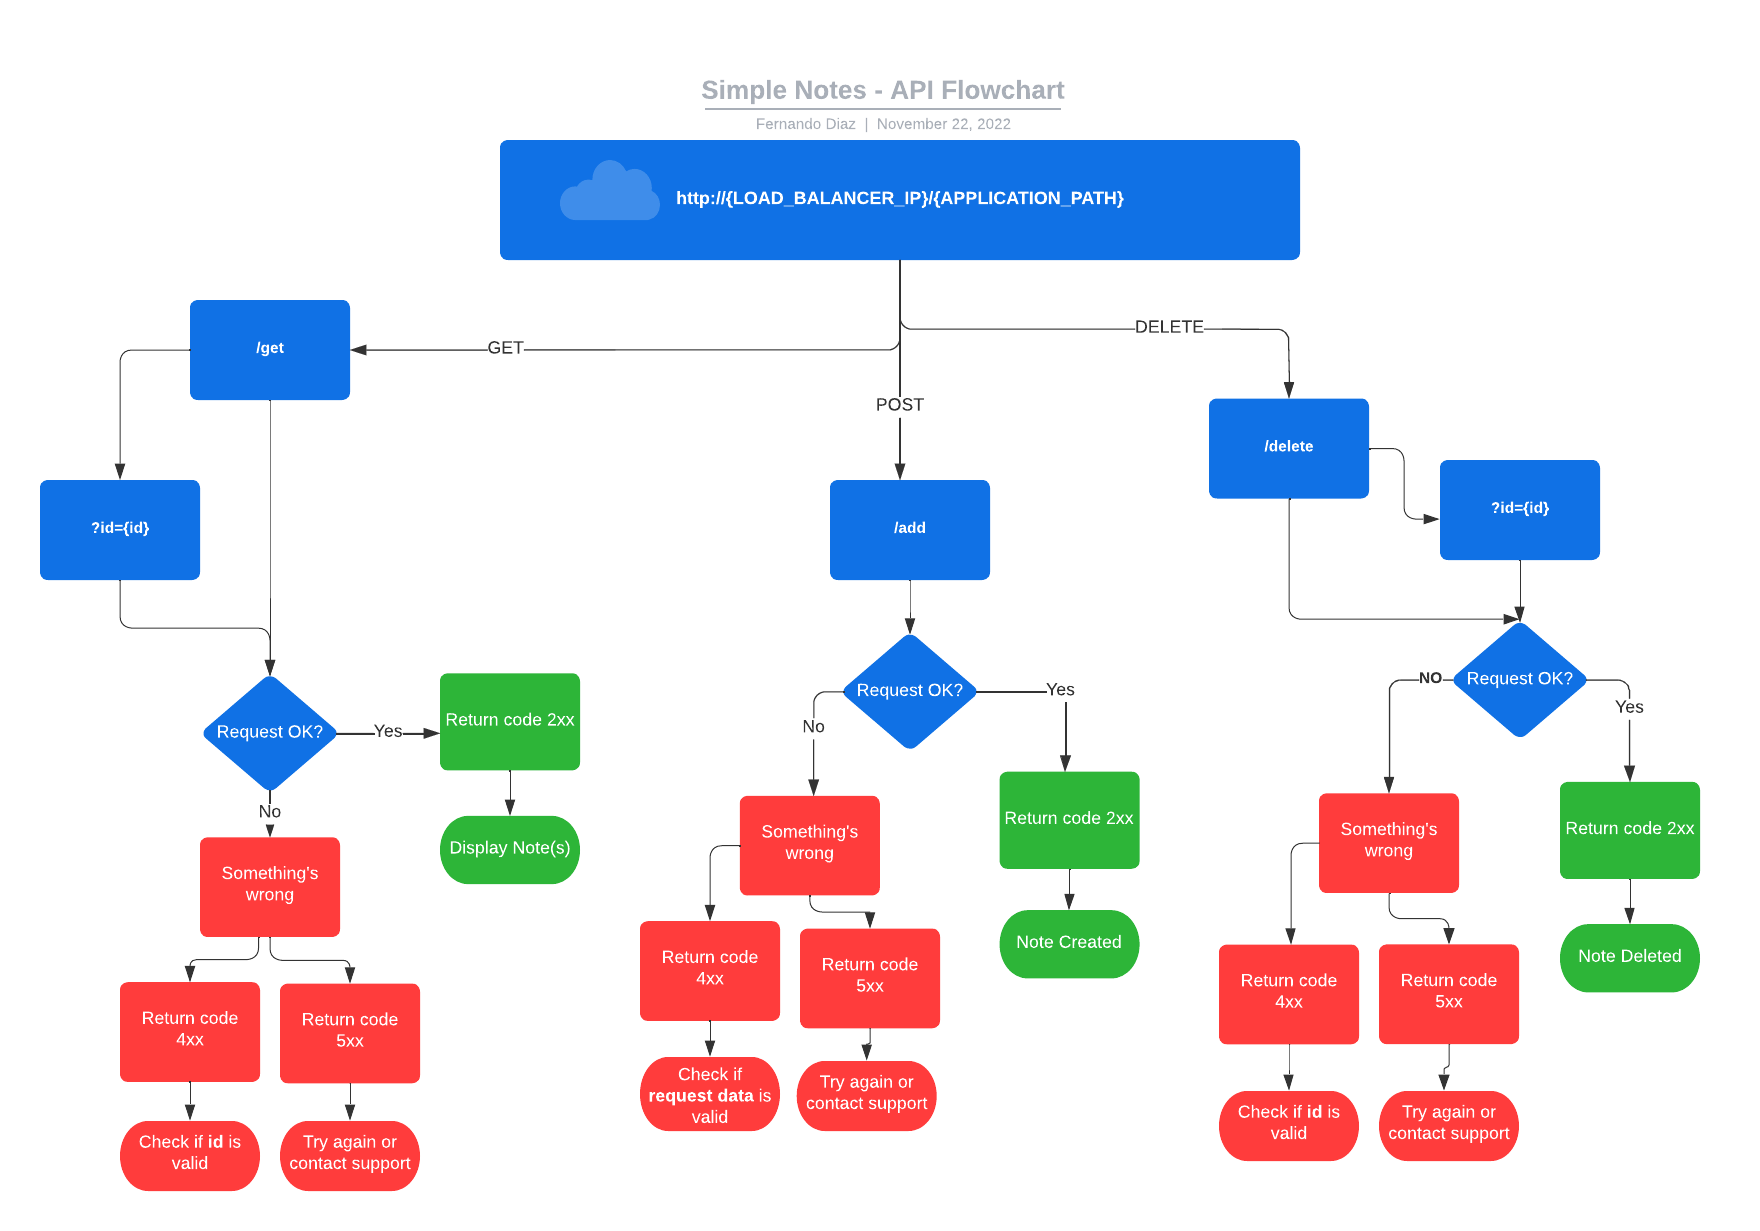 Simple Notes - API Flowchart
Fernando Diaz | November 22, 2022
http://{LOAD_BALANCER_IP}/{APPLICATION_PATH}
GET
POST
DELETE
/get
?id={id}
Request OK?
Yes
Return code 2xx
Display Note(s)
No
Something's
wrong
Return code
4xx
Check if id is
valid
Return code
5xx
Try again or
contact support
/add
Request OK?
Yes
Return code 2xx
Note Created
No
Something's
wrong
Return code
4xx
Check if
request data is
valid
Return code
5xx
Try again or
contact support
/delete
?id={id}
Request OK?
Yes
Return code 2xx
Note Deleted
NO
Something's
wrong
Return code
4xx
Check if id is
valid
Return code
5xx
Try again or
contact support